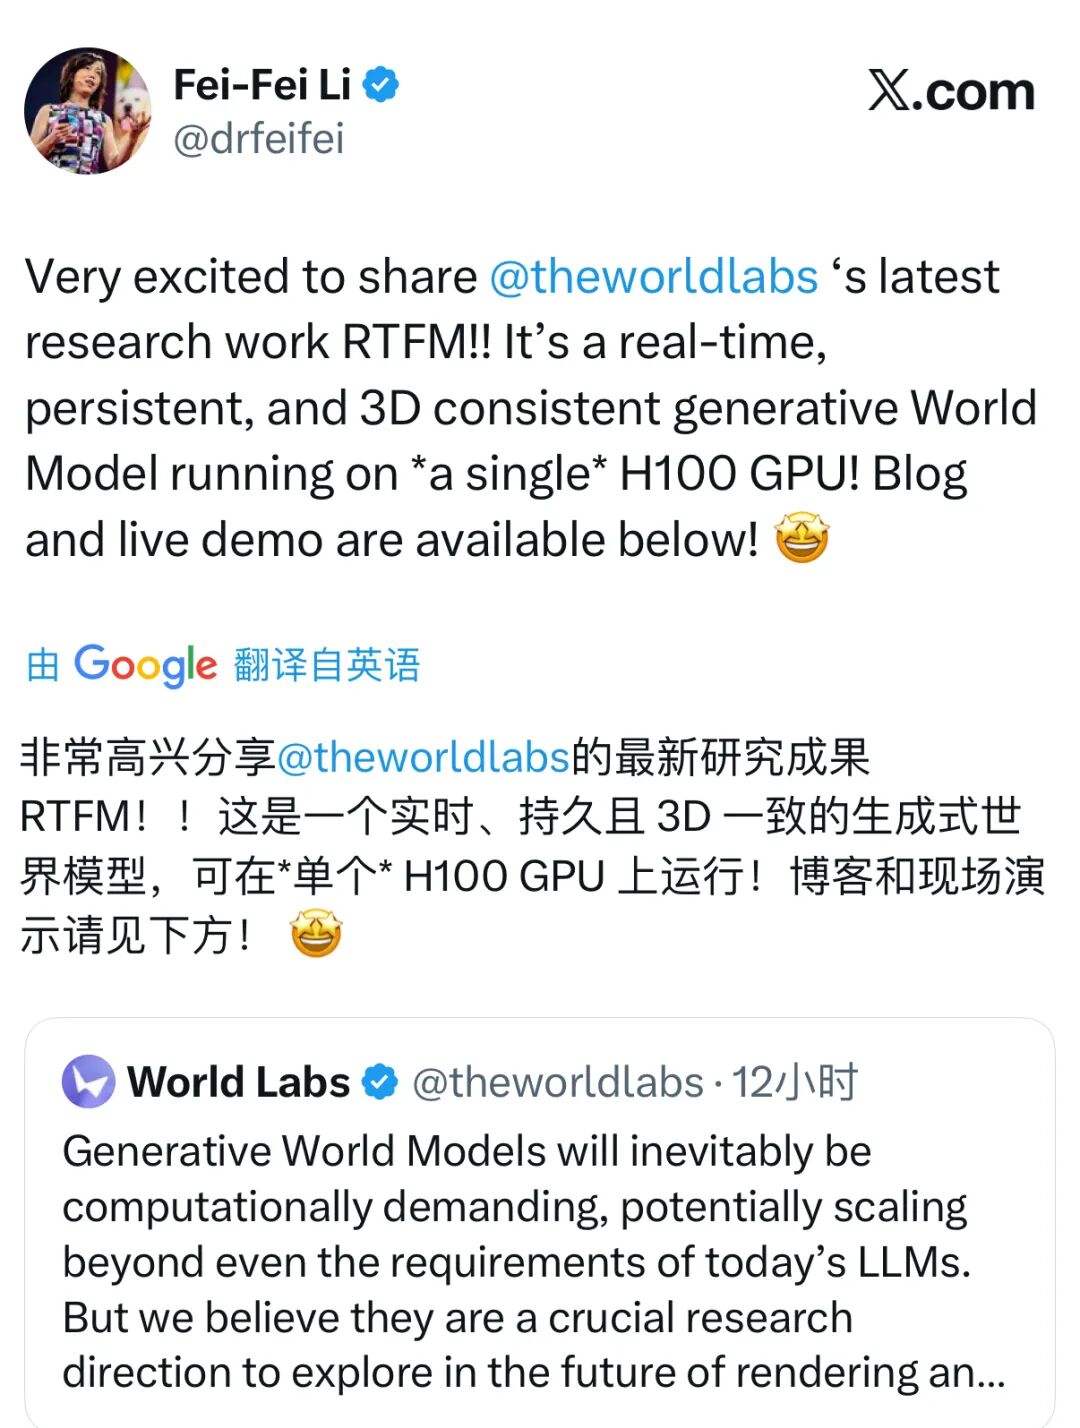 Fei-Fei Li
@drfeifei
X.com
Very excited to share @theworldlabs ‘s latest
research work RTFM!! It’s a real-time,
persistent, and 3D consistent generative World
Model running on *a single* H100 GPU! Blog
and live demo are available below! 🤩
由 Google 翻译自英语
非常高兴分享@theworldlabs的最新研究成果
RTFM！！这是一个实时、持久且 3D 一致的生成式世
界模型，可在*单个* H100 GPU 上运行！博客和现场演
示请见下方！ 🤩
World Labs @theworldlabs · 12小时
Generative World Models will inevitably be
computationally demanding, potentially scaling
beyond even the requirements of today’s LLMs.
But we believe they are a crucial research
direction to explore in the future of rendering an...